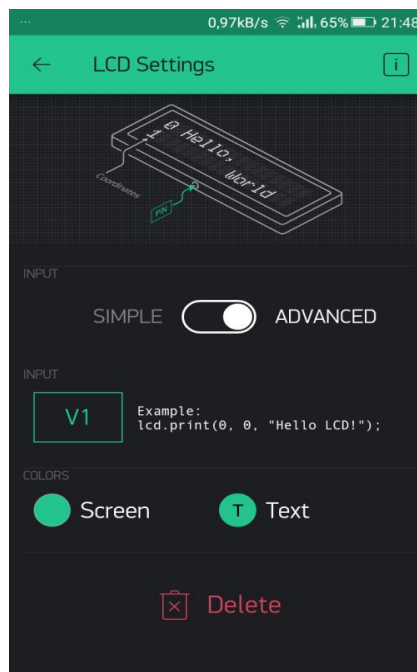 ... 0,97kB/s 65% 21:48
← LCD Settings i
0 Hello,
1 World
Coordinates
PIN
INPUT
SIMPLE ADVANCED
INPUT
V1 Example:
lcd.print(0, 0, "Hello LCD!");
COLORS
Screen T Text
Delete